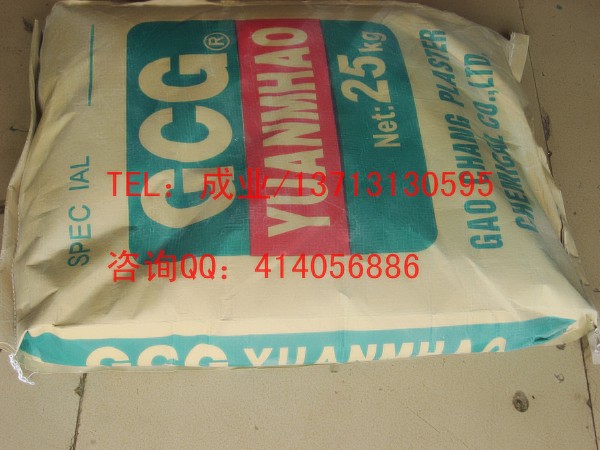 SPEC IAL
GCG®
YUANMHAO
Net:25kg
GAO SHANG PLASTER
CHEMICAL CO.,LTD.
TEL：成业/13713130595
咨询QQ：414056886
GCG YUANMHAO